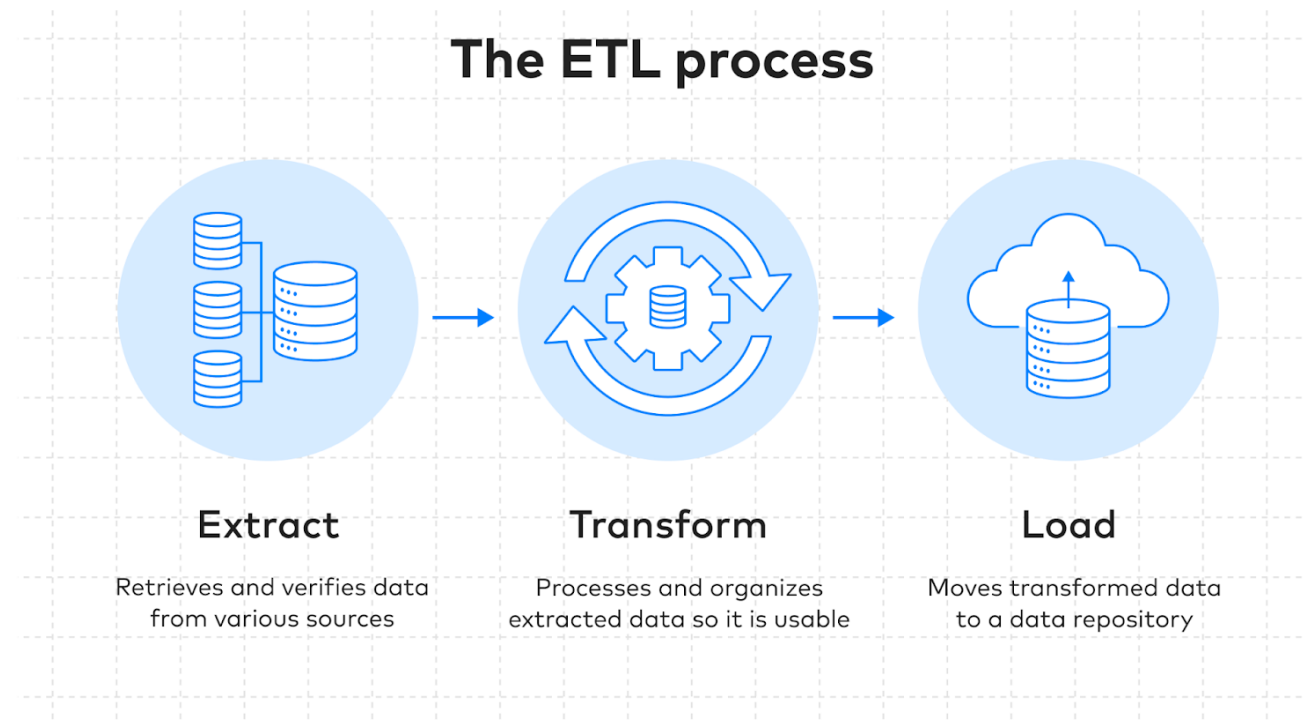 The ETL process
Extract
Retrieves and verifies data
from various sources
Transform
Processes and organizes
extracted data so it is usable
Load
Moves transformed data
to a data repository